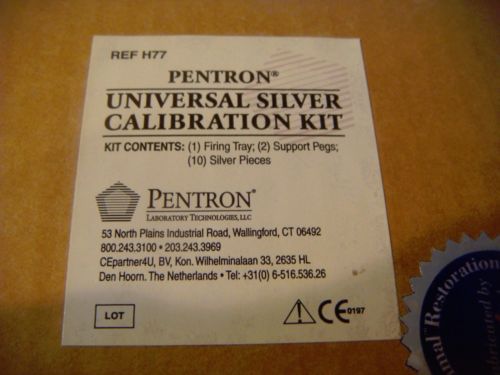 REF H77
PENTRON®
UNIVERSAL SILVER
CALIBRATION KIT
KIT CONTENTS: (1) Firing Tray; (2) Support Pegs;
(10) Silver Pieces
PENTRON®
LABORATORY TECHNOLOGIES, LLC
53 North Plains Industrial Road, Wallingford, CT 06492
800.243.3100 • 203.243.3969
CEpartner4U, BV, Kon. Wilhelminalaan 33, 2635 HL
Den Hoorn. The Netherlands • Tel: +31(0) 6-516.536.26
LOT
CE 0197
Restoration